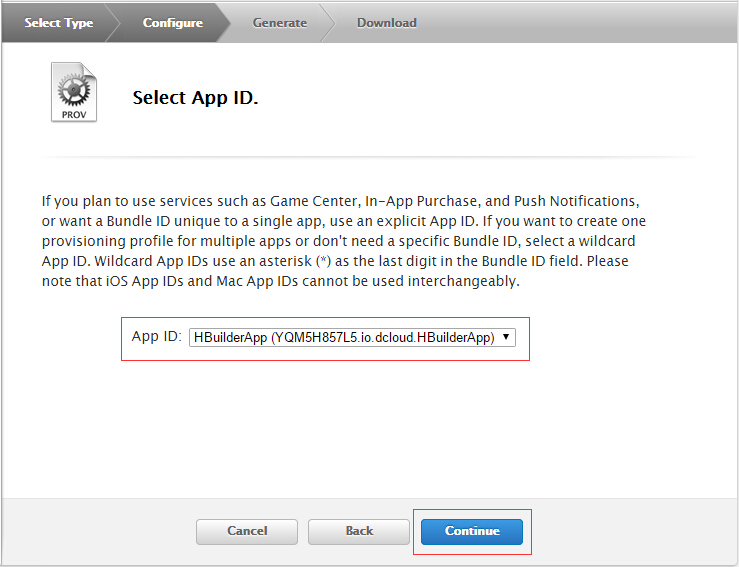 Select Type
Configure
Generate
Download
PROV
Select App ID.
If you plan to use services such as Game Center, In-App Purchase, and Push Notifications,
or want a Bundle ID unique to a single app, use an explicit App ID. If you want to create one
provisioning profile for multiple apps or don't need a specific Bundle ID, select a wildcard
App ID. Wildcard App IDs use an asterisk (*) as the last digit in the Bundle ID field. Please
note that iOS App IDs and Mac App IDs cannot be used interchangeably.
App ID: HBuilderApp (YQM5H857L5.io.dcloud.HBuilderApp)
Cancel
Back
Continue